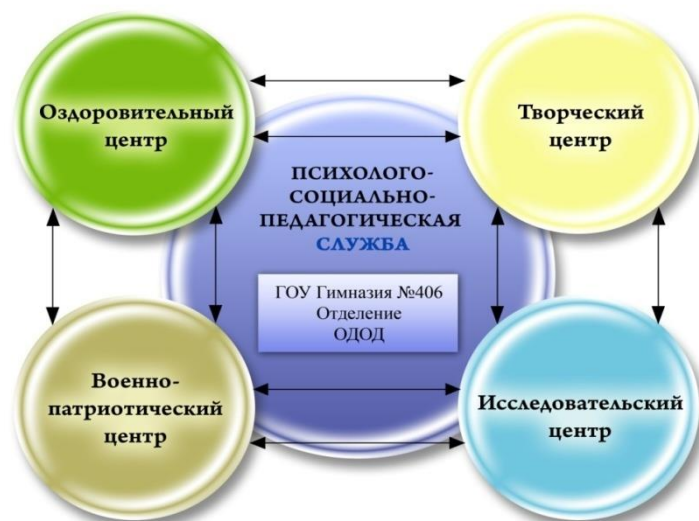 Оздоровительный
центр
Творческий
центр
ПСИХОЛОГО-
СОЦИАЛЬНО-
ПЕДАГОГИЧЕСКАЯ
СЛУЖБА
ГОУ Гимназия №406
Отделение
ОДОД
Военно-
патриотический
центр
Исследовательский
центр